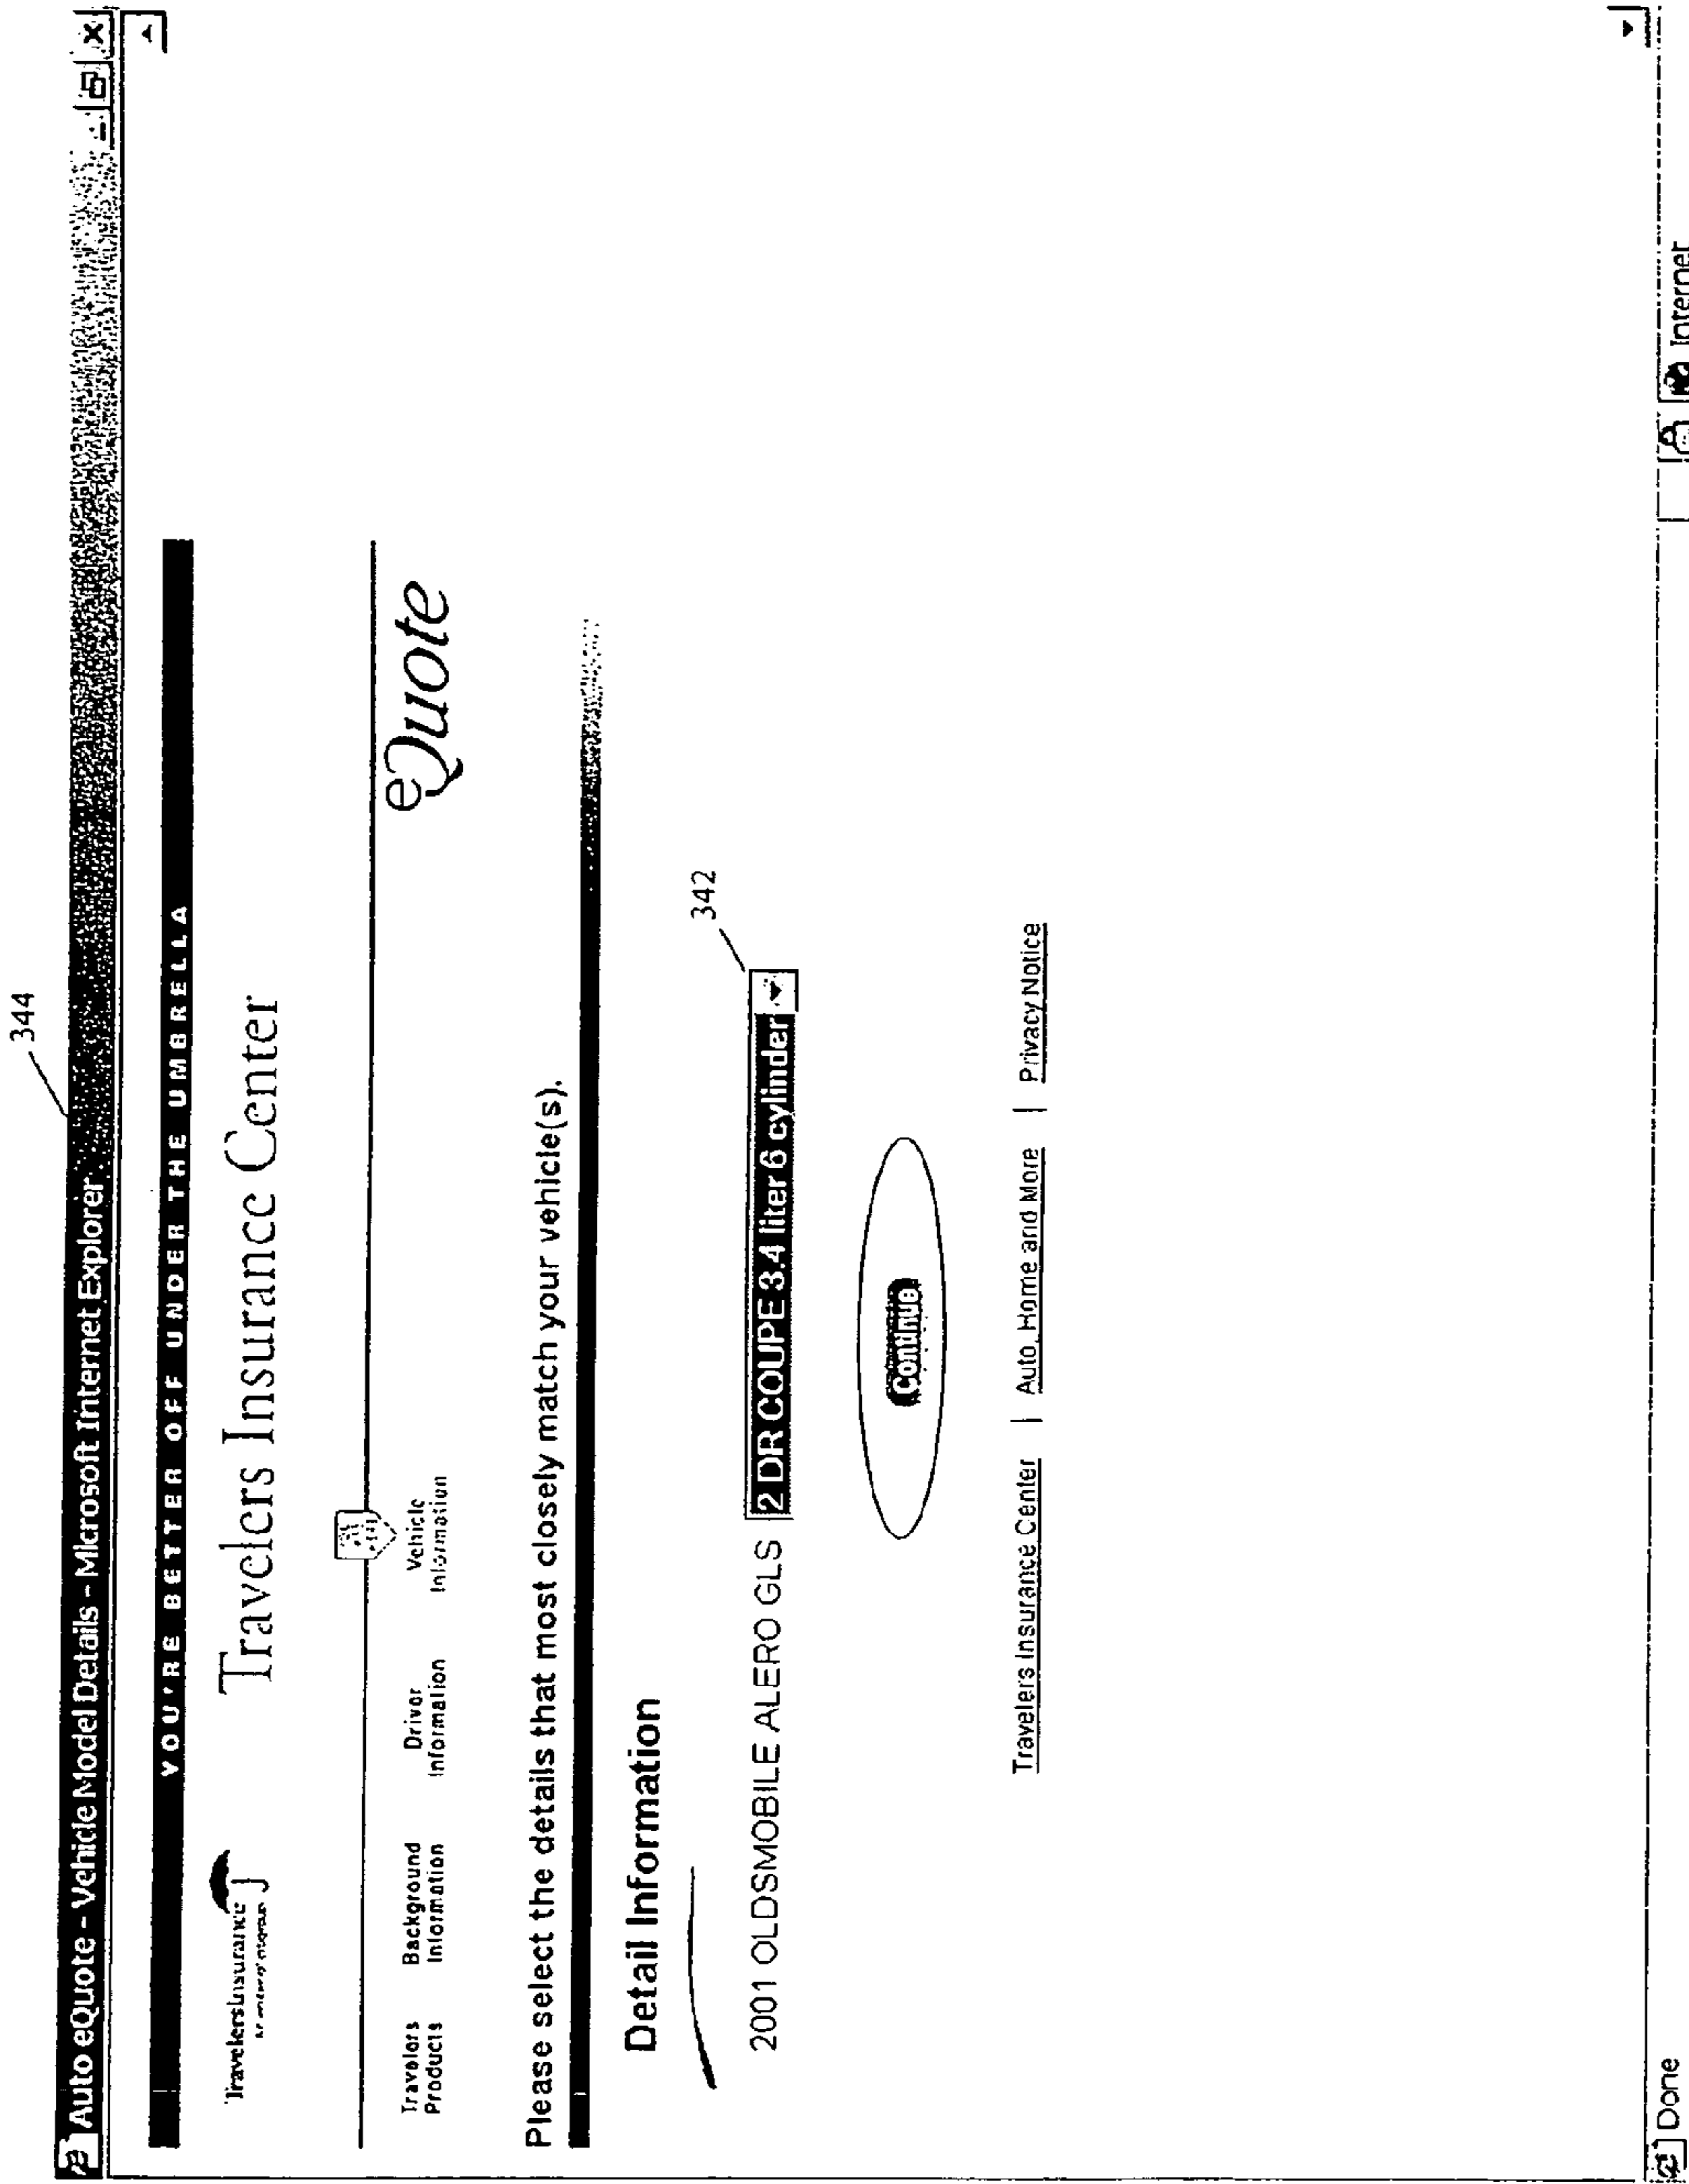 344
Auto eQuote - Vehicle Model Details - Microsoft Internet Explorer
YOU'RE BETTER OFF UNDER THE UMBRELLA
TravelersInsurance
Travelers Insurance Center
Travelers Products
Background Information
Driver Information
Vehicle Information
eQuote
Please select the details that most closely match your vehicle(s).
Detail Information
342
2001 OLDSMOBILE ALERO GLS 2 DR COUPE 3.4 liter 6 cylinder
Continue
Travelers Insurance Center | Auto, Home and More | Privacy Notice
Done
Internet